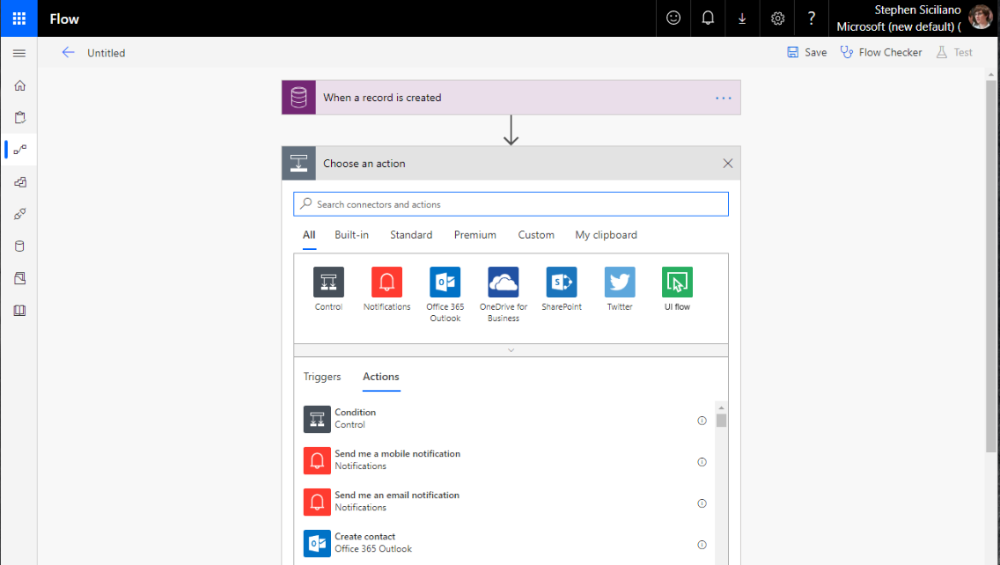 Flow
?
Stephen Siciliano
Microsoft (new default) (
Untitled
Save
Flow Checker
Test
When a record is created
...
Choose an action
Search connectors and actions
All
Built-in
Standard
Premium
Custom
My clipboard
Control
Notifications
Office 365
Outlook
OneDrive for
Business
SharePoint
Twitter
UI flow
Triggers
Actions
Condition
Control
Send me a mobile notification
Notifications
Send me an email notification
Notifications
Create contact
Office 365 Outlook